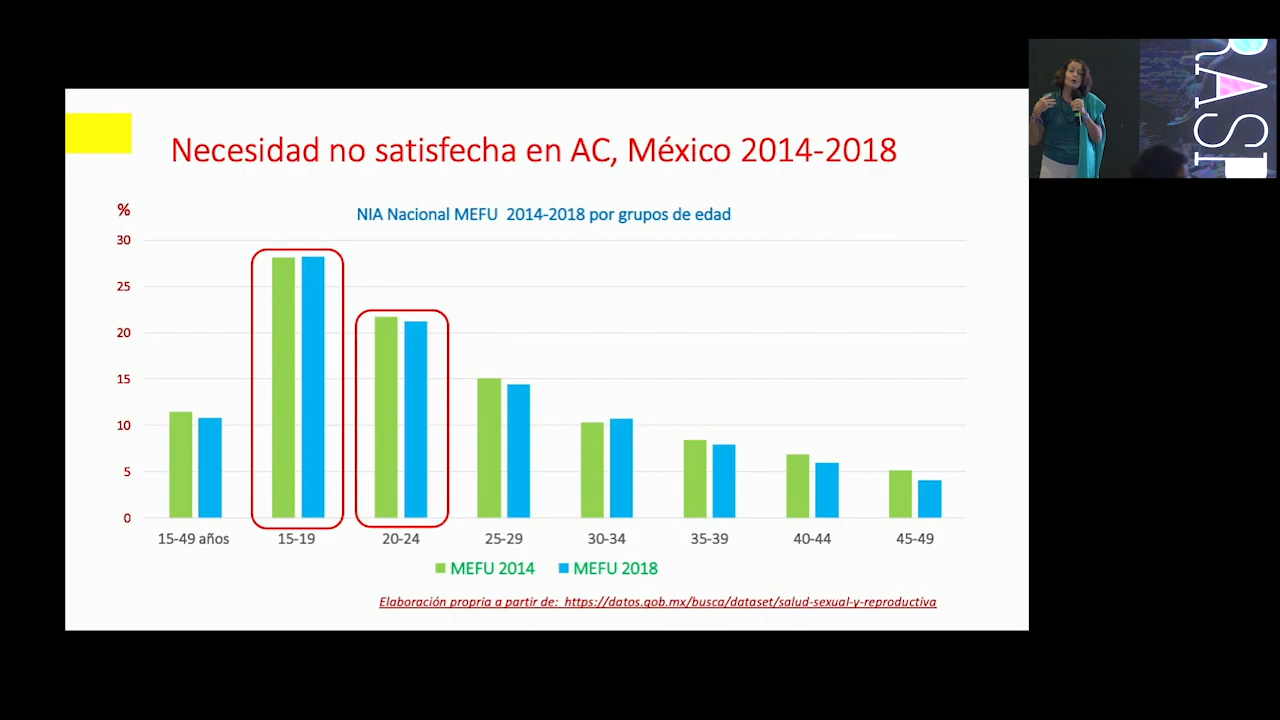 Necesidad no satisfecha en AC, México 2014-2018
%
NIA Nacional MEFU 2014-2018 por grupos de edad
30
25
20
15
10
5
0
15-49 años
15-19
20-24
25-29
30-34
35-39
40-44
45-49
MEFU 2014
MEFU 2018
Elaboración propia a partir de: https://datos.gob.mx/busca/dataset/salud-sexual-y-reproductiva